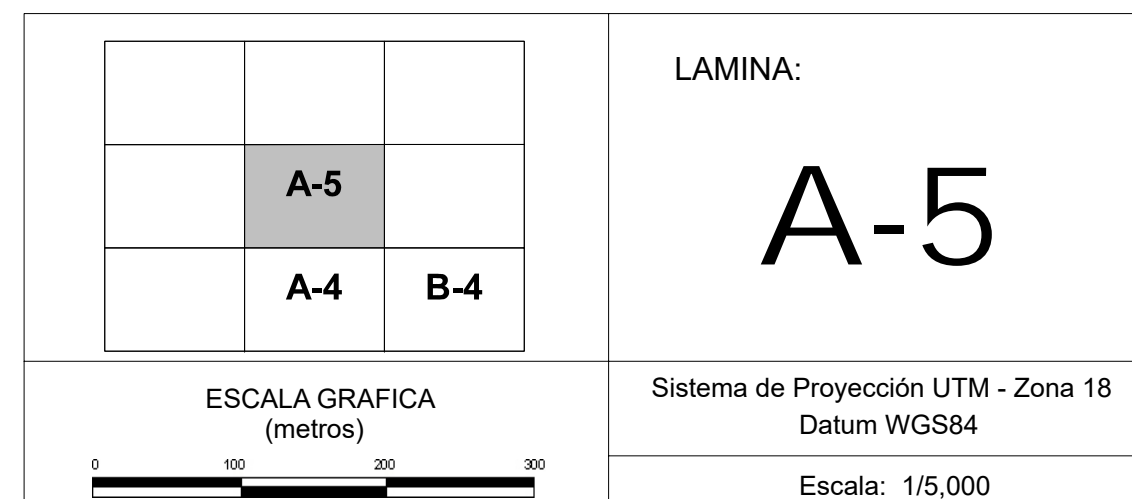 A-5
A-4 B-4
LAMINA:
A-5
ESCALA GRAFICA
(metros)
0 100 200 300
Sistema de Proyección UTM - Zona 18
Datum WGS84
Escala: 1/5,000